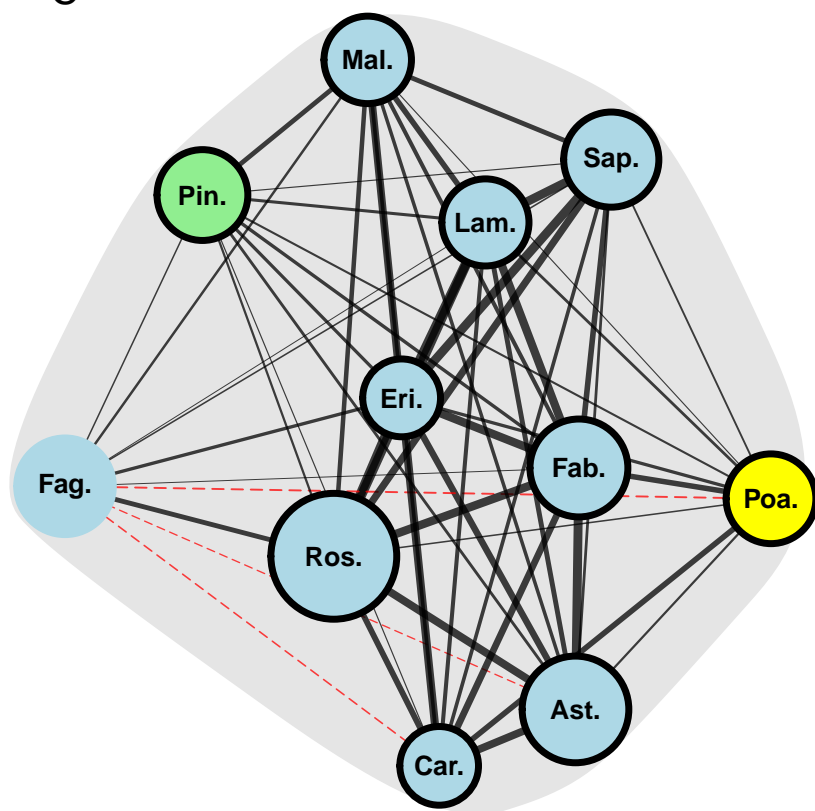 Mal.
Sap.
Pin.
Lam.
Eri.
Fab.
Fag.
Poa.
Ros.
Ast.
Car.